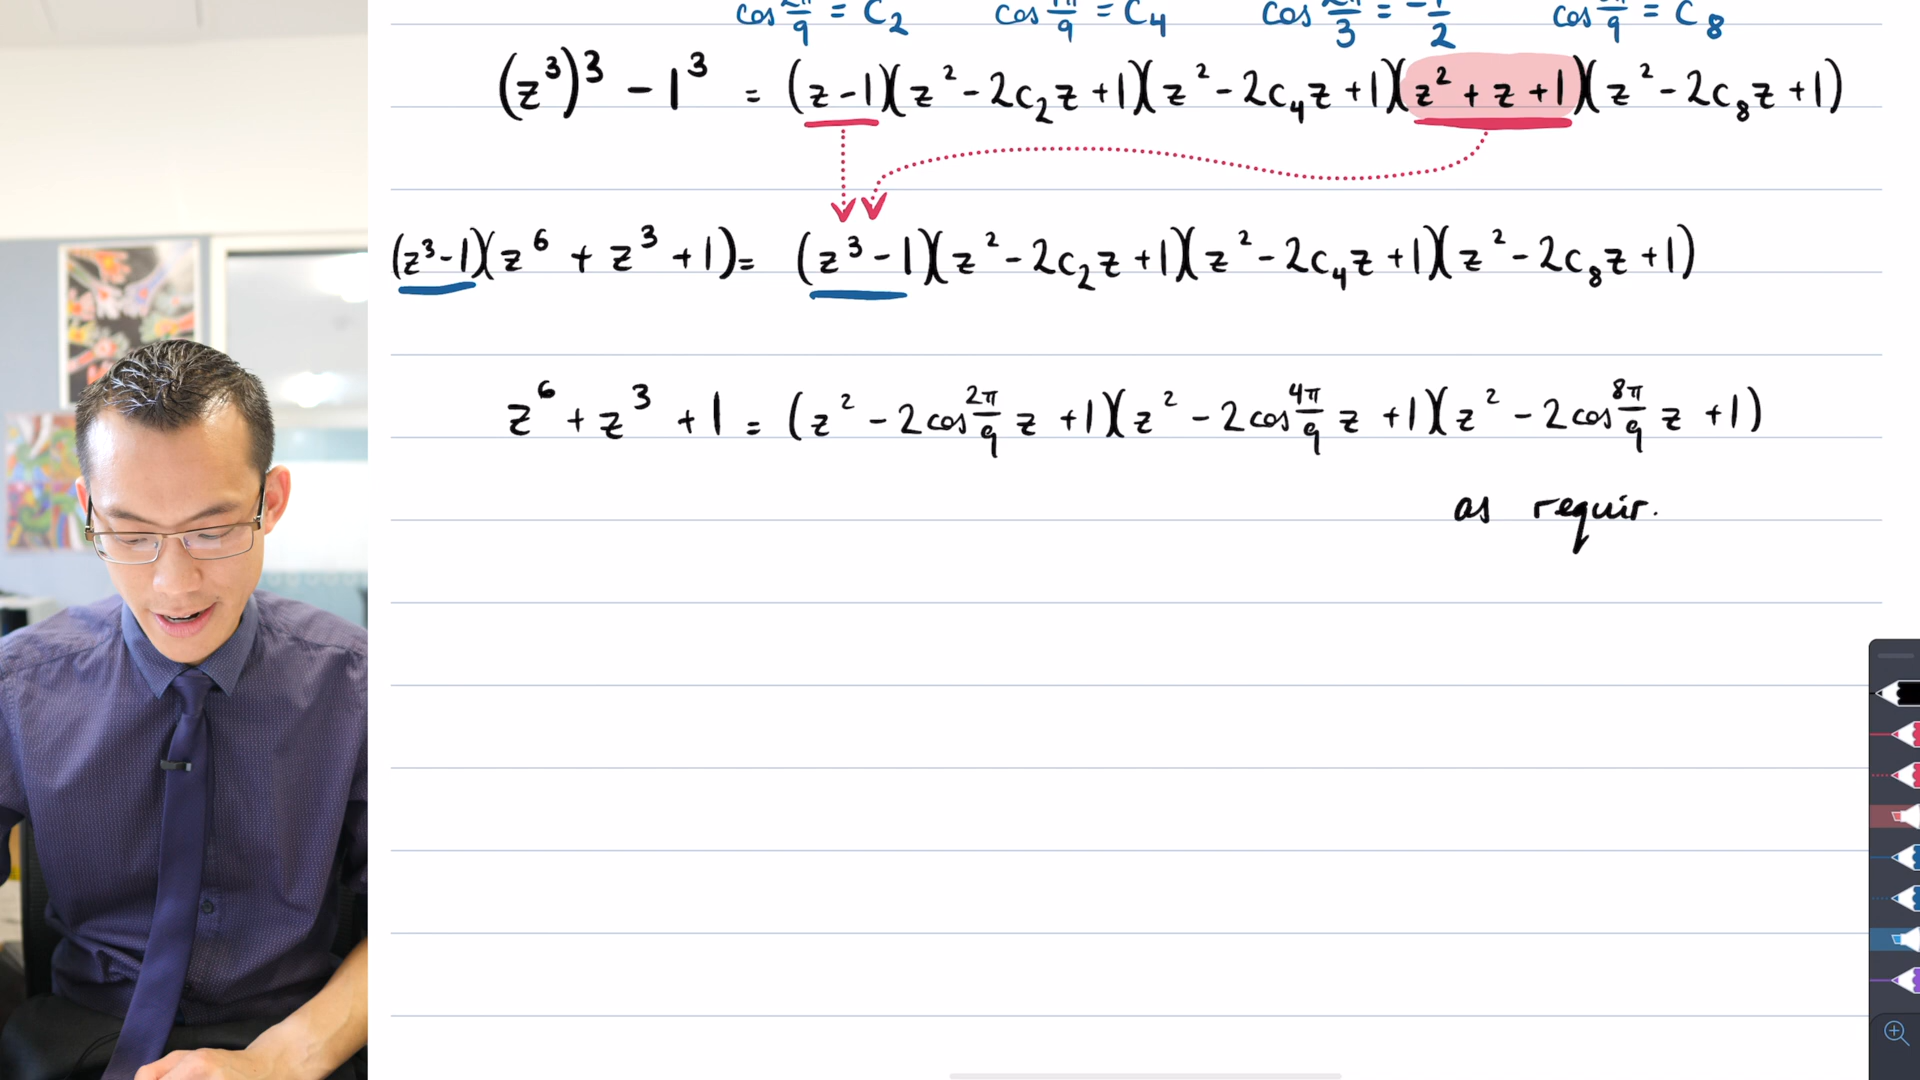 cos 2π/9 = C₂ cos 4π/9 = C₄ cos 2π/3 = -1/2 cos 8π/9 = C₈
(z³)³ - 1³ = (z - 1)(z² - 2c₂z + 1)(z² - 2c₄z + 1)(z² + z + 1)(z² - 2c₈z + 1)
(z³ - 1)(z⁶ + z³ + 1) = (z³ - 1)(z² - 2c₂z + 1)(z² - 2c₄z + 1)(z² - 2c₈z + 1)
z⁶ + z³ + 1 = (z² - 2cos 2π/9 z + 1)(z² - 2cos 4π/9 z + 1)(z² - 2cos 8π/9 z + 1)
as requir.